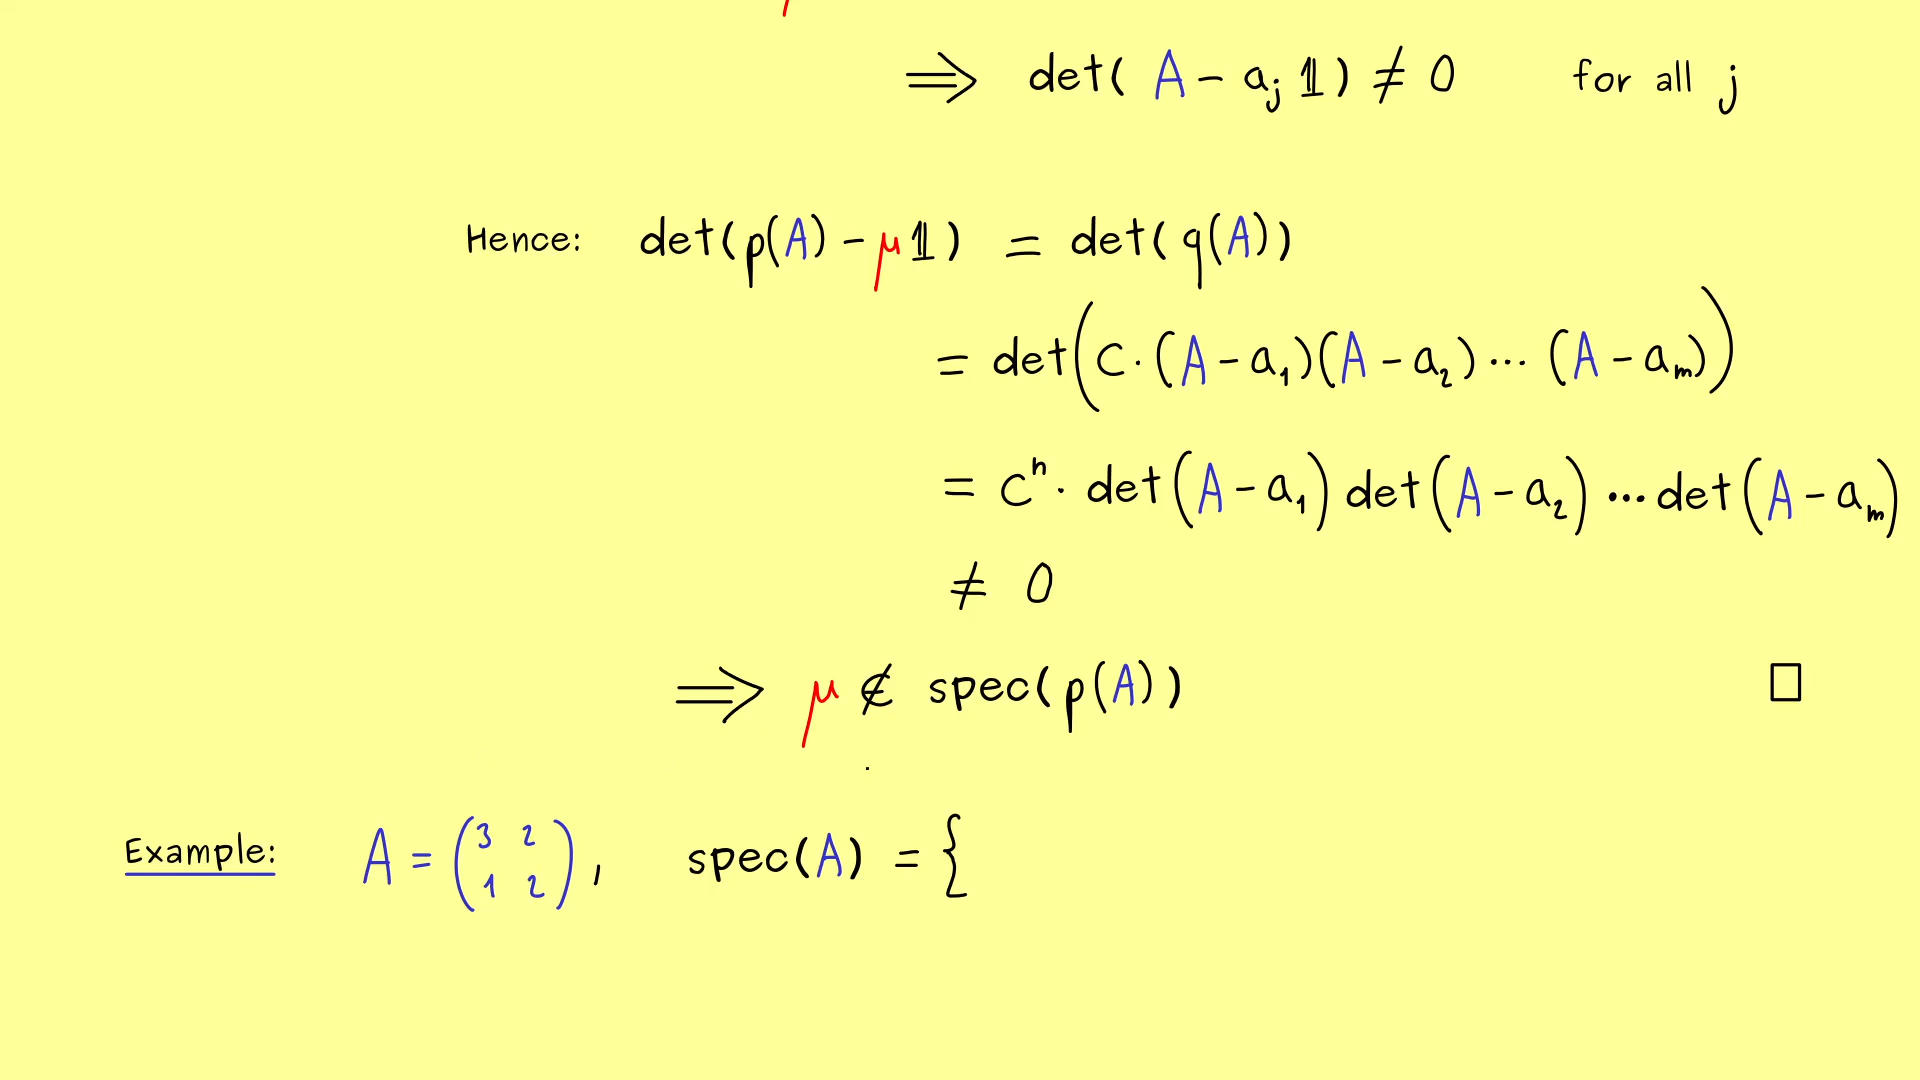 ⟹ det( A − aⱼ 𝟙 ) ≠ 0 for all j
Hence: det(p(A) − μ𝟙) = det(q(A))
= det(C·(A − a₁)(A − a₂)⋯(A − aₘ))
= Cⁿ· det(A − a₁) det(A − a₂) ⋯ det(A − aₘ)
≠ 0
⟹ μ ∉ spec(p(A)) □
Example: A = (3 2
1 2), spec(A) = {